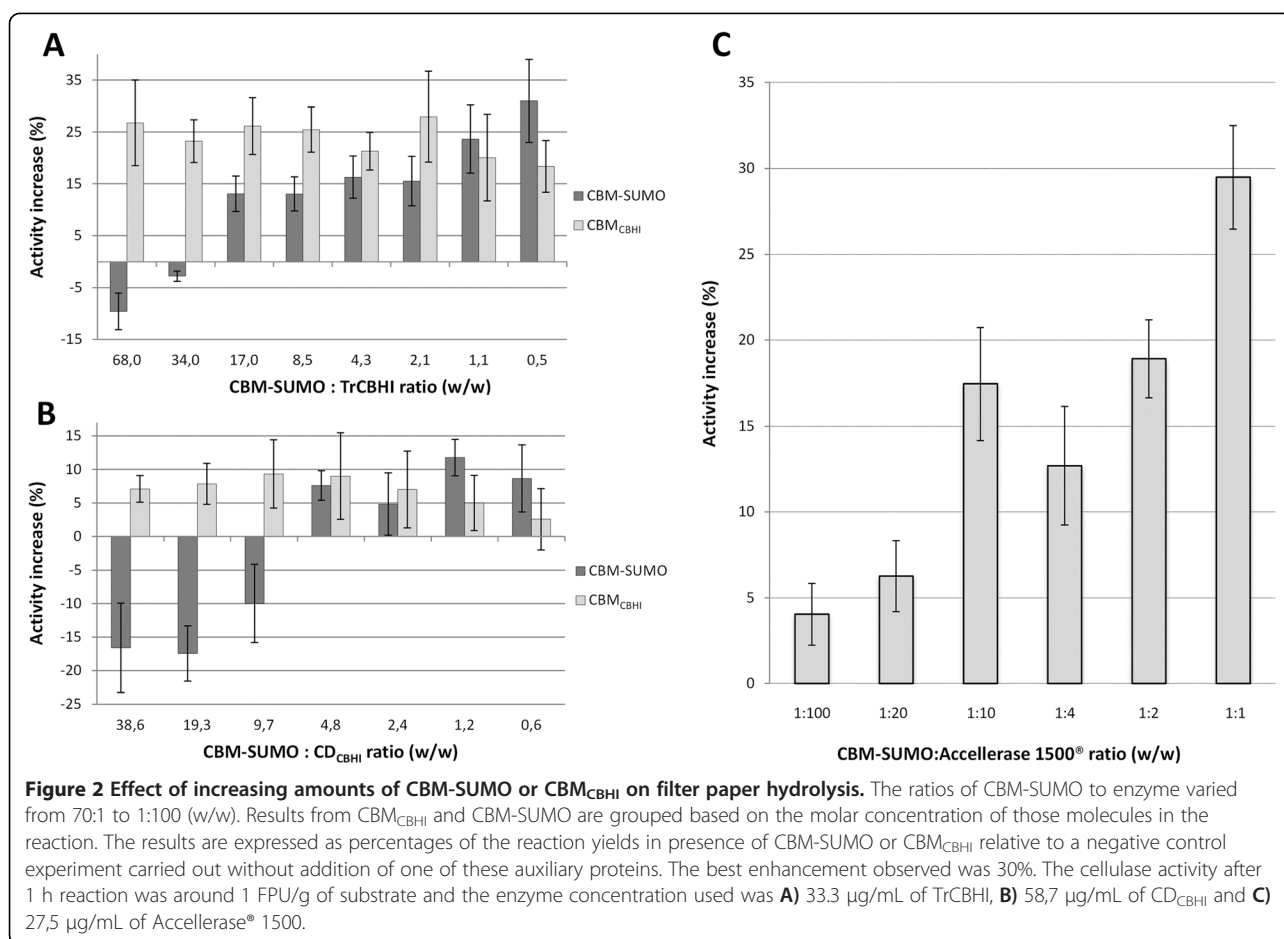 A
35
25
15
5
-5
-15
Activity increase (%)
68,0 34,0 17,0 8,5 4,3 2,1 1,1 0,5
CBM-SUMO : TrCBHI ratio (w/w)
CBM-SUMO
CBM_CBHI
B
15
10
5
0
-5
-10
-15
-20
-25
Activity increase (%)
38,6 19,3 9,7 4,8 2,4 1,2 0,6
CBM-SUMO : CD_CBHI ratio (w/w)
CBM-SUMO
CBM_CBHI
C
35
30
25
20
15
10
5
0
Activity increase (%)
1:100 1:20 1:10 1:4 1:2 1:1
CBM-SUMO:Accellerase 1500® ratio (w/w)
Figure 2 Effect of increasing amounts of CBM-SUMO or CBM_CBHI on filter paper hydrolysis. The ratios of CBM-SUMO to enzyme varied
from 70:1 to 1:100 (w/w). Results from CBM_CBHI and CBM-SUMO are grouped based on the molar concentration of those molecules in the
reaction. The results are expressed as percentages of the reaction yields in presence of CBM-SUMO or CBM_CBHI relative to a negative control
experiment carried out without addition of one of these auxiliary proteins. The best enhancement observed was 30%. The cellulase activity after
1 h reaction was around 1 FPU/g of substrate and the enzyme concentration used was A) 33.3 μg/mL of TrCBHI, B) 58,7 μg/mL of CD_CBHI and C)
27,5 μg/mL of Accellerase® 1500.